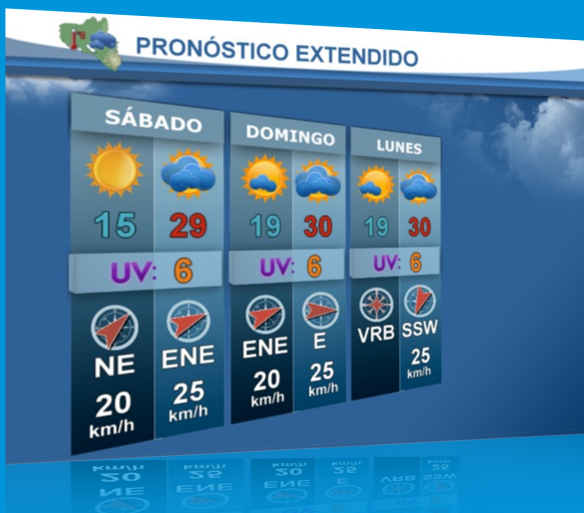 PRONÓSTICO EXTENDIDO
SÁBADO
15 29
UV: 6
NE ENE
20 km/h 25 km/h
DOMINGO
19 30
UV: 6
ENE E
20 km/h 25 km/h
LUNES
19 30
UV: 6
VRB SSW
25 km/h